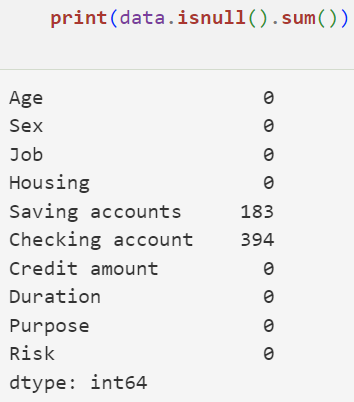 print(data.isnull().sum())
Age 0
Sex 0
Job 0
Housing 0
Saving accounts 183
Checking account 394
Credit amount 0
Duration 0
Purpose 0
Risk 0
dtype: int64